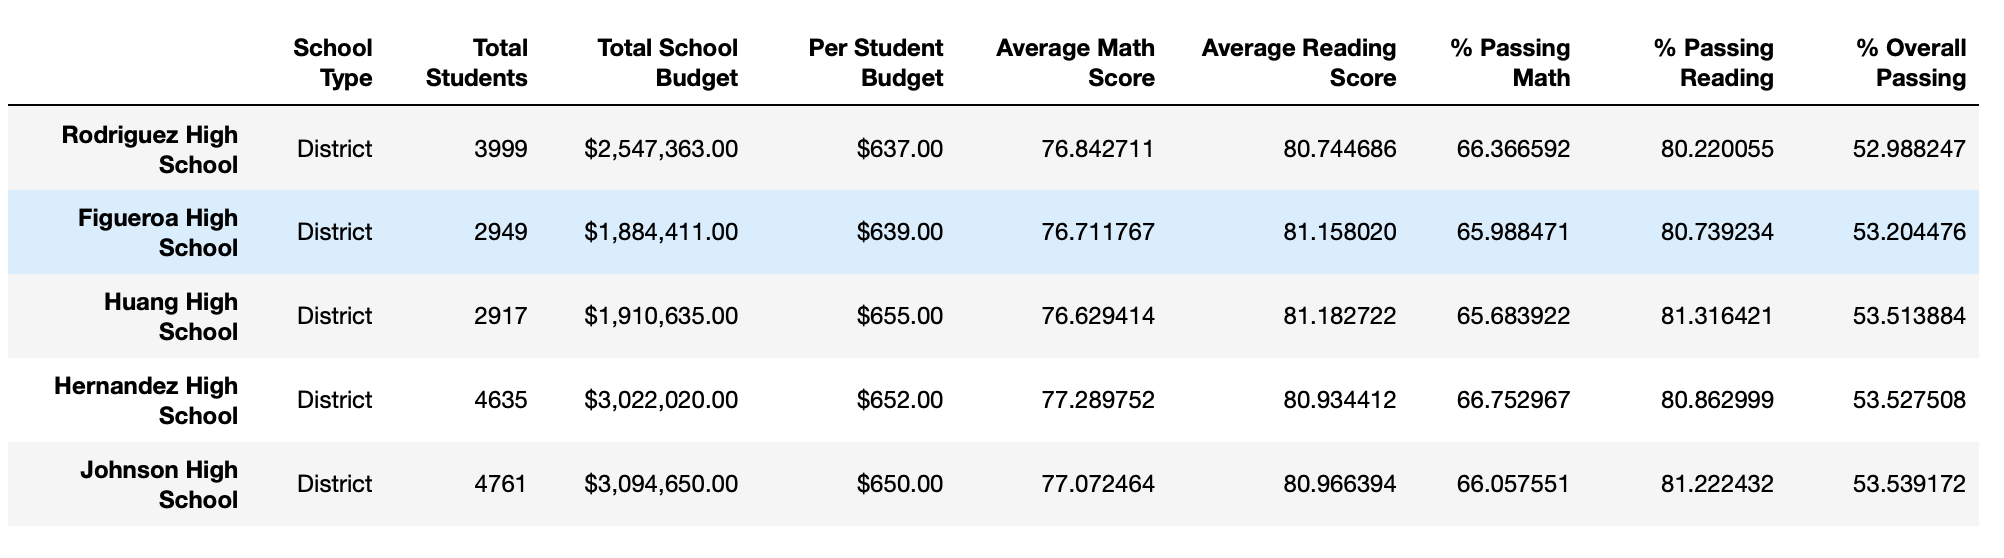 School Type Total Students Total School Budget Per Student Budget Average Math Score Average Reading Score % Passing Math % Passing Reading % Overall Passing
Rodriguez High School District 3999 $2,547,363.00 $637.00 76.842711 80.744686 66.366592 80.220055 52.988247
Figueroa High School District 2949 $1,884,411.00 $639.00 76.711767 81.158020 65.988471 80.739234 53.204476
Huang High School District 2917 $1,910,635.00 $655.00 76.629414 81.182722 65.683922 81.316421 53.513884
Hernandez High School District 4635 $3,022,020.00 $652.00 77.289752 80.934412 66.752967 80.862999 53.527508
Johnson High School District 4761 $3,094,650.00 $650.00 77.072464 80.966394 66.057551 81.222432 53.539172